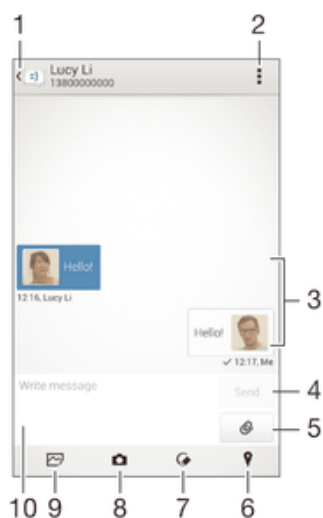 1 2
Lucy Li
13800000000
Hello!
12:16, Lucy Li
3
Hello!
12:17, Me
Write message
Send 4
5
10 9 8 7 6